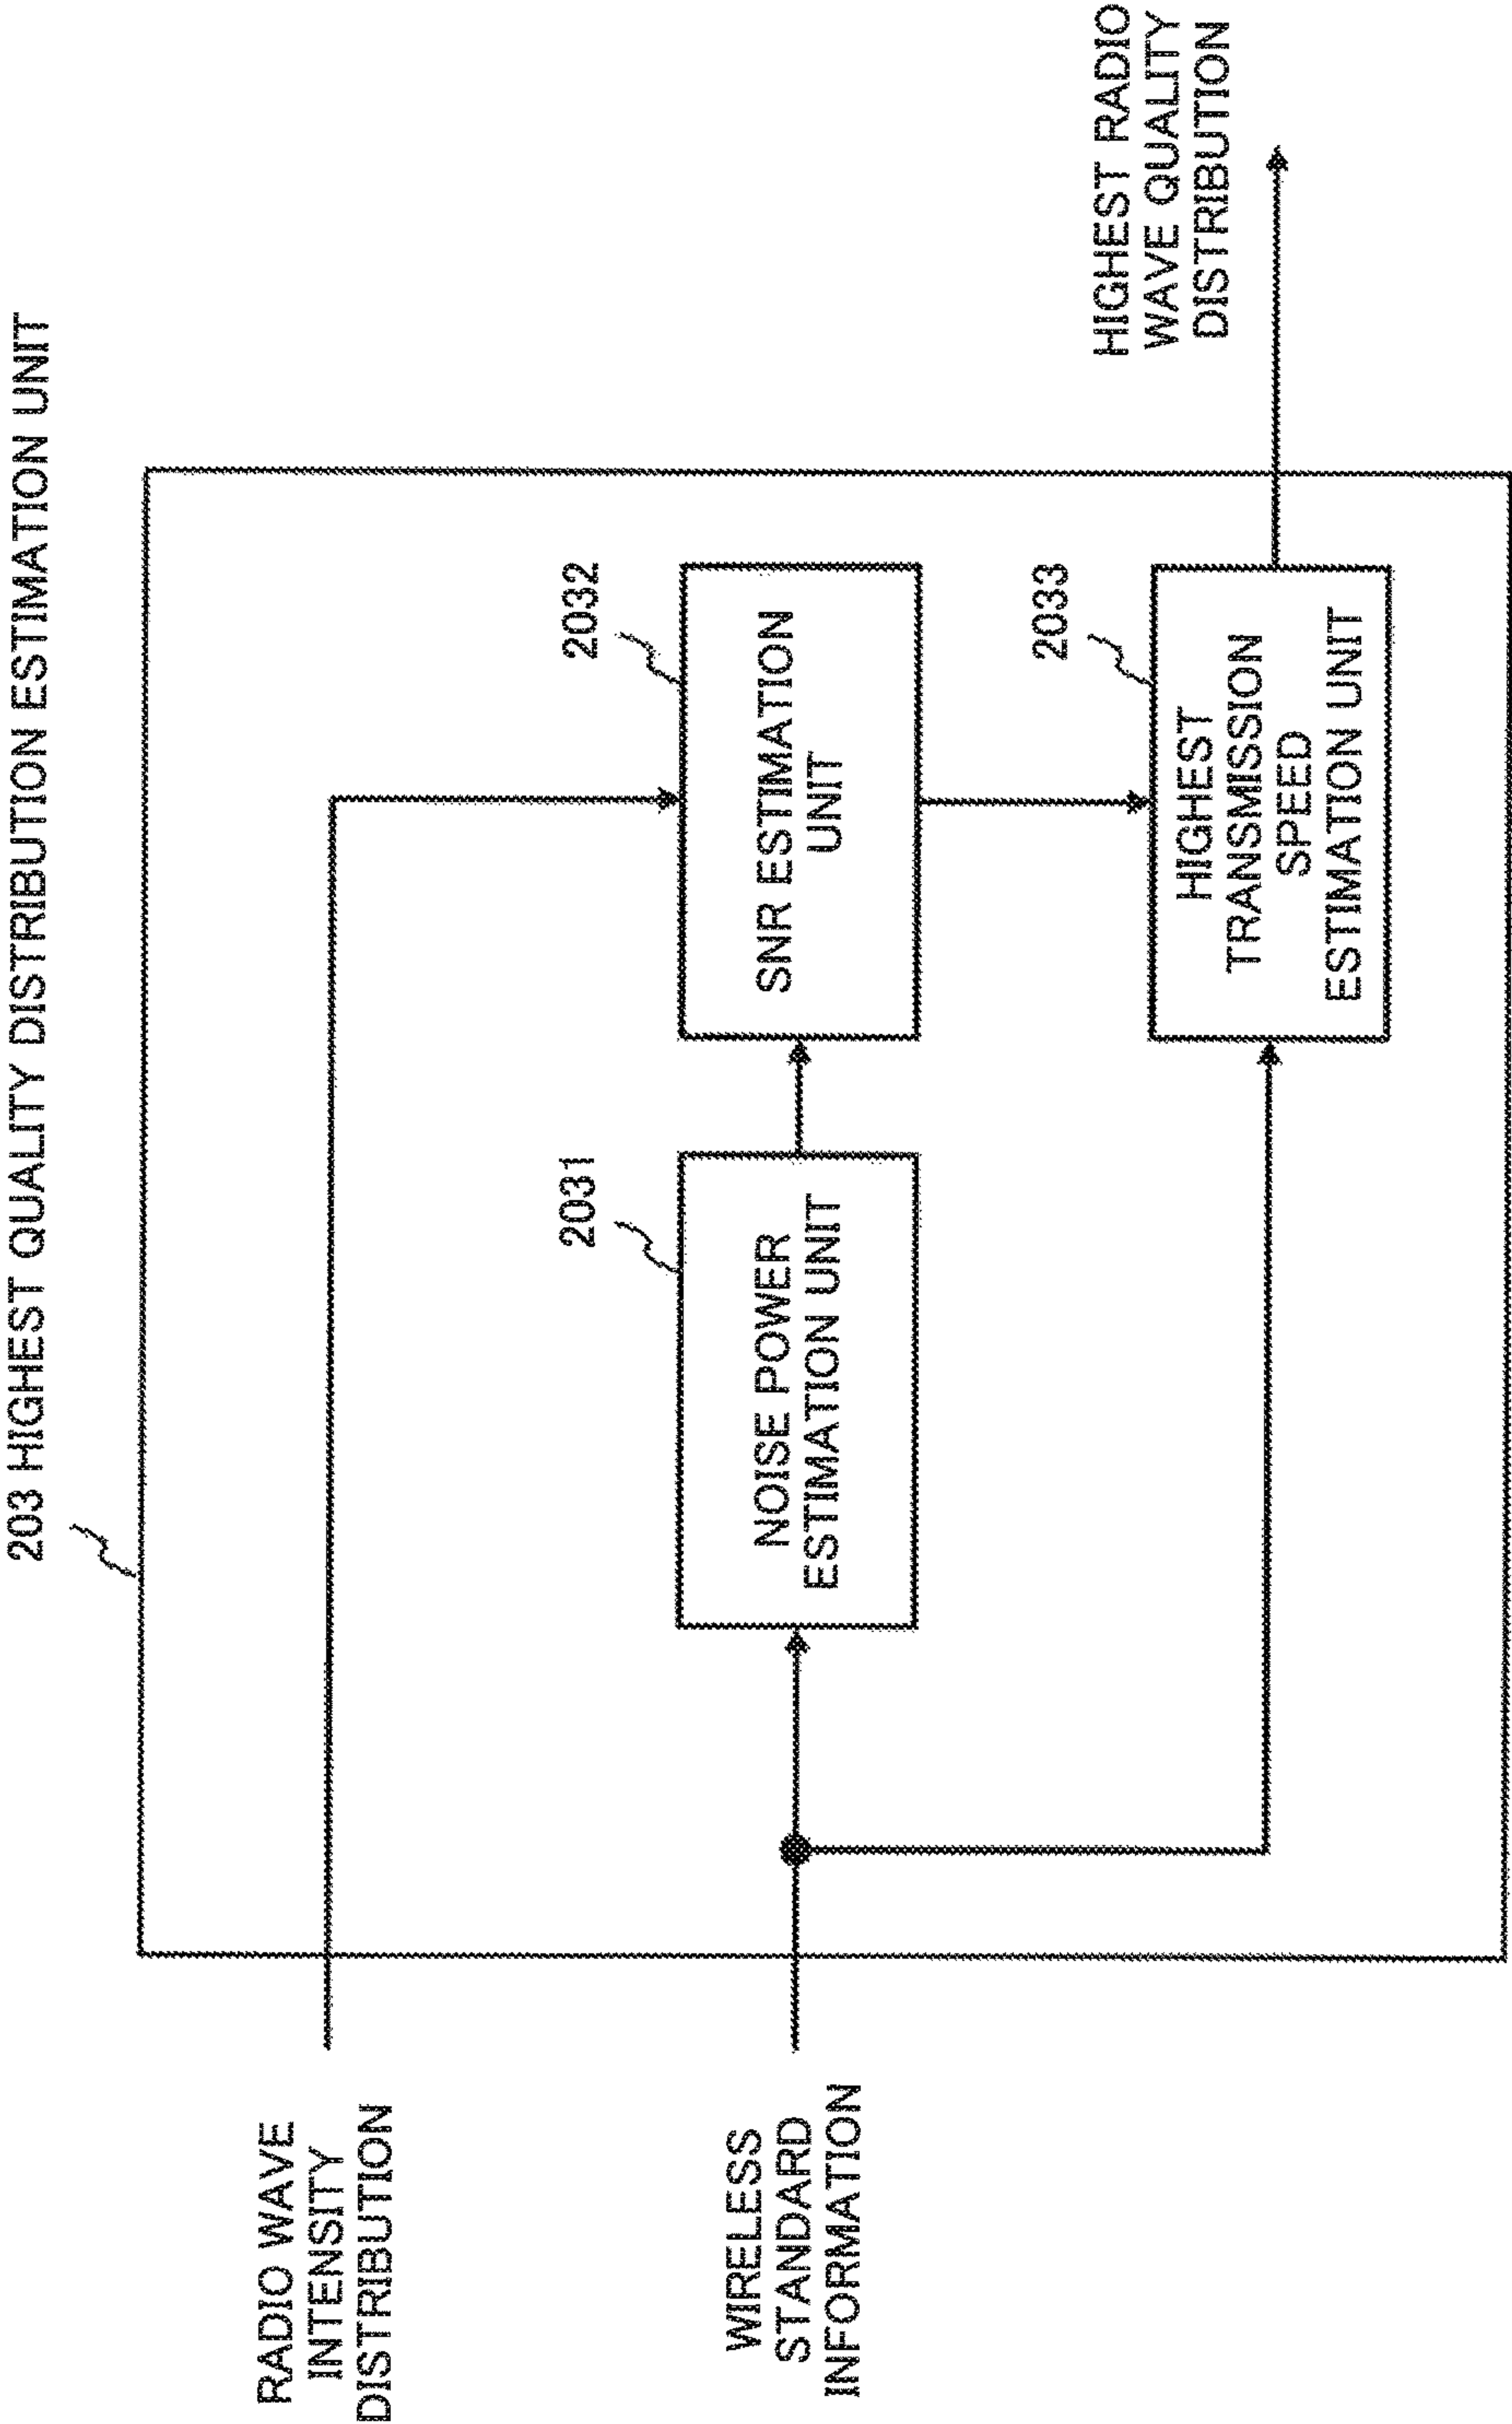 203 HIGHEST QUALITY DISTRIBUTION ESTIMATION UNIT
RADIO WAVE
INTENSITY
DISTRIBUTION
WIRELESS
STANDARD
INFORMATION
2031
NOISE POWER
ESTIMATION UNIT
2032
SNR ESTIMATION
UNIT
2033
HIGHEST
TRANSMISSION
SPEED
ESTIMATION UNIT
HIGHEST RADIO
WAVE QUALITY
DISTRIBUTION